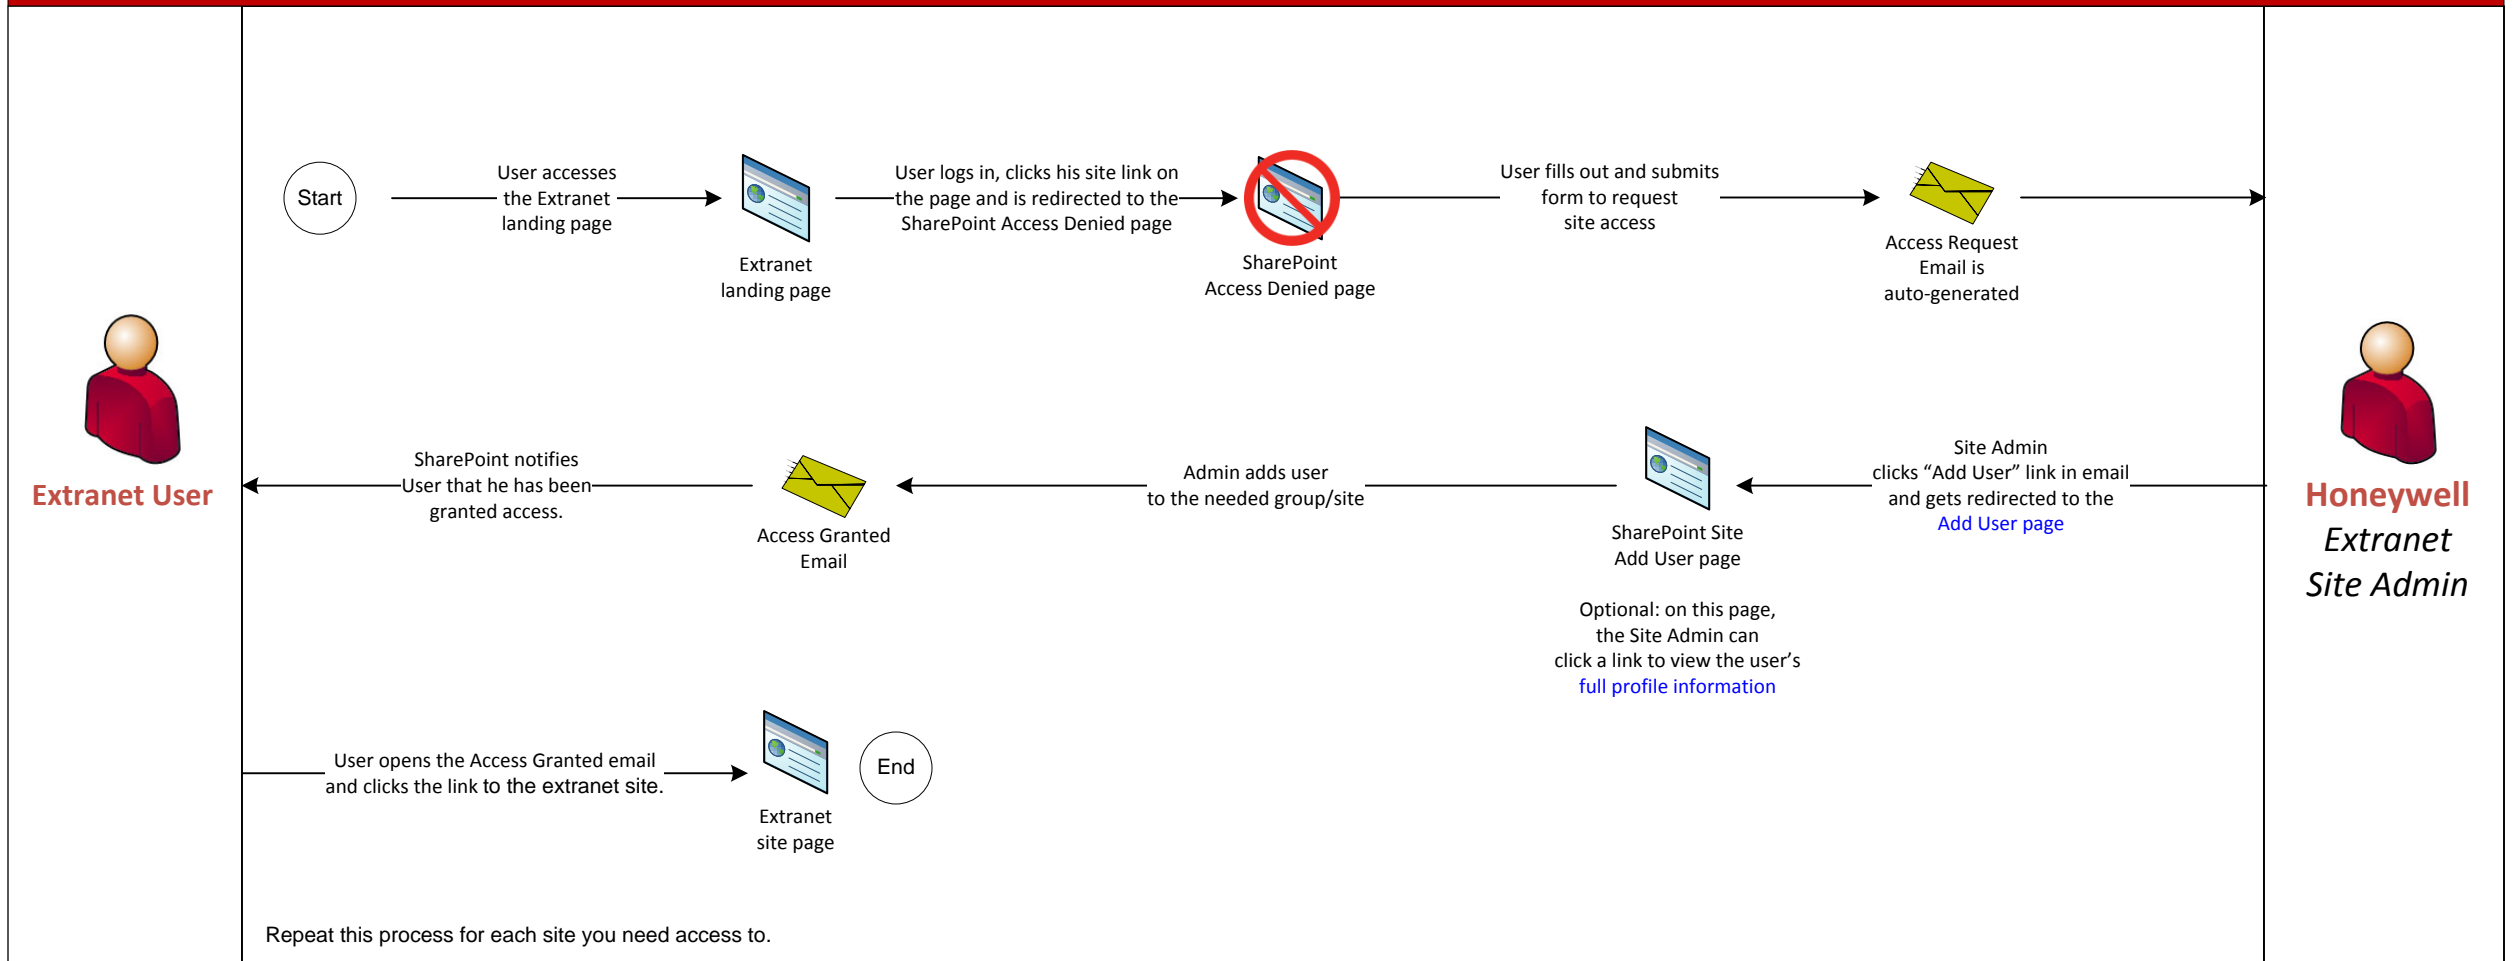 Start
User accesses
the Extranet
landing page
Extranet
landing page
User logs in, clicks his site link on
the page and is redirected to the
SharePoint Access Denied page
SharePoint
Access Denied page
User fills out and submits
form to request
site access
Access Request
Email is
auto-generated
Extranet User
Honeywell
Extranet
Site Admin
Site Admin
clicks “Add User” link in email
and gets redirected to the
Add User page
SharePoint Site
Add User page
Optional: on this page,
the Site Admin can
click a link to view the user’s
full profile information
Admin adds user
to the needed group/site
Access Granted
Email
SharePoint notifies
User that he has been
granted access.
User opens the Access Granted email
and clicks the link to the extranet site.
Extranet
site page
End
Repeat this process for each site you need access to.